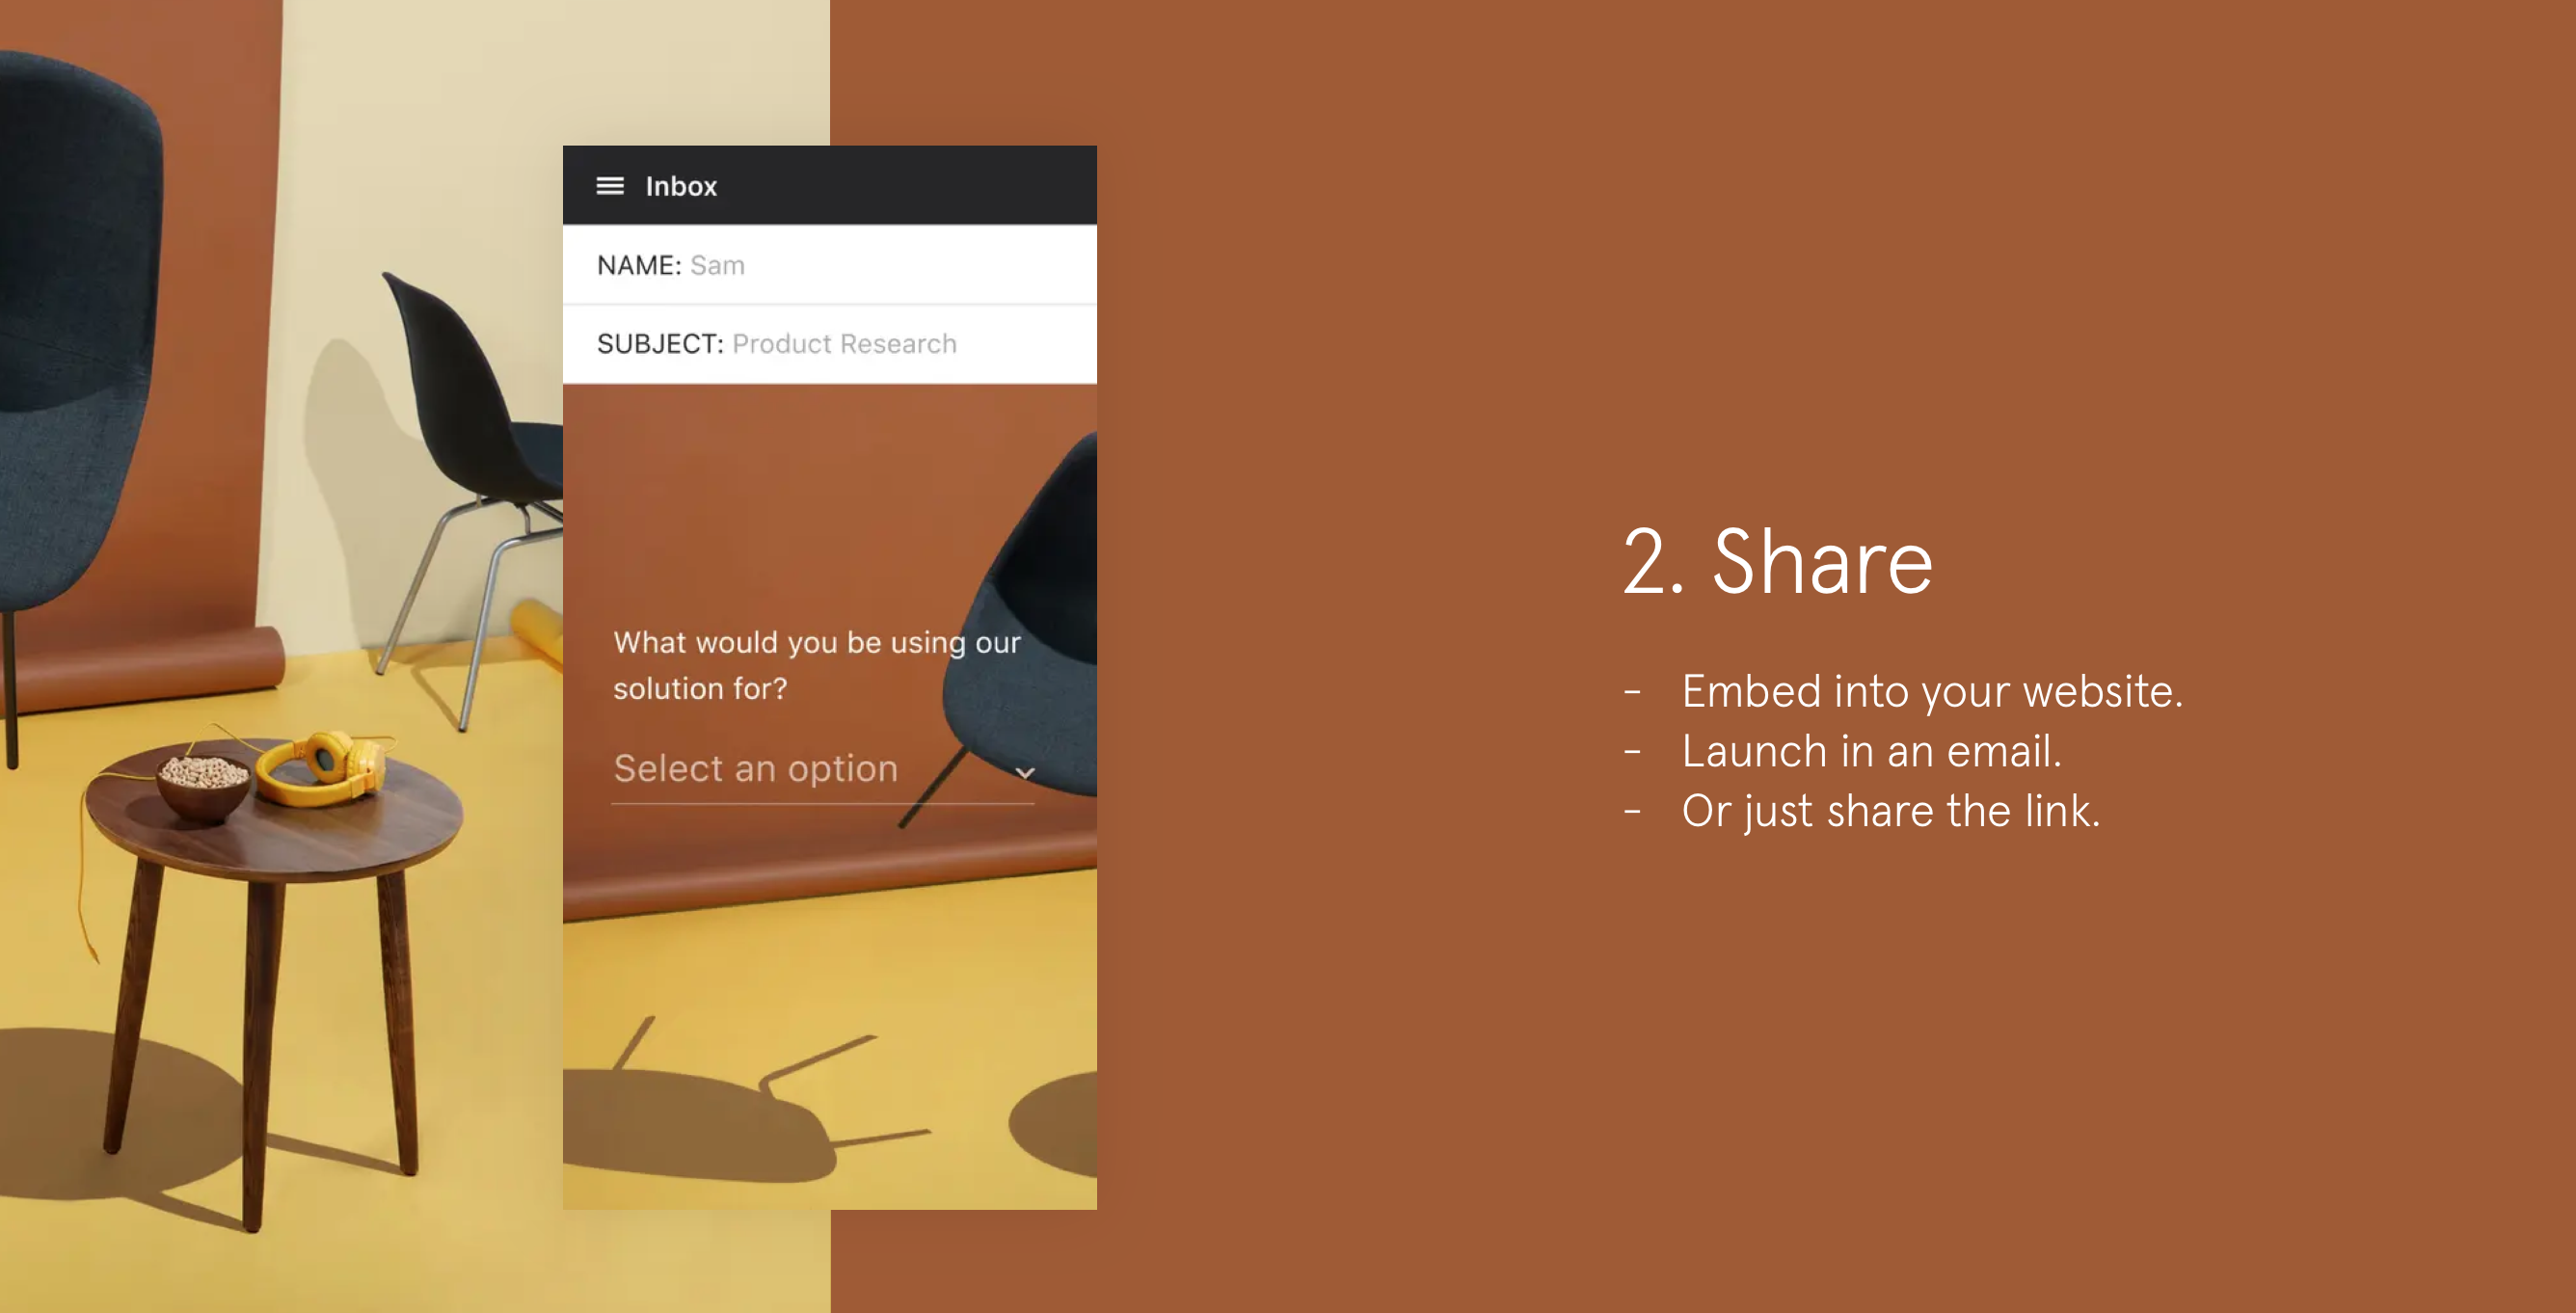 Inbox
NAME: Sam
SUBJECT: Product Research
What would you be using our
solution for?
Select an option
2. Share
- Embed into your website.
- Launch in an email.
- Or just share the link.